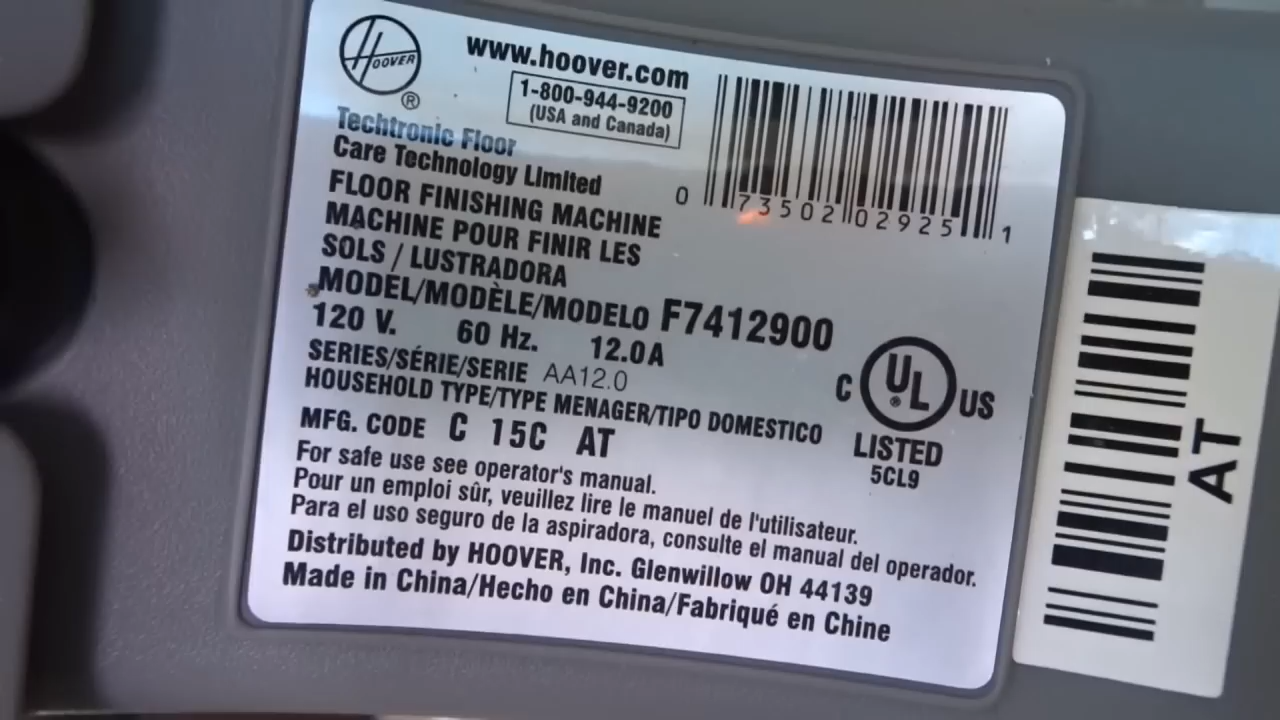 HOOVER
®
www.hoover.com
1-800-944-9200
(USA and Canada)
Techtronic Floor
Care Technology Limited
FLOOR FINISHING MACHINE
MACHINE POUR FINIR LES
SOLS / LUSTRADORA
MODEL/MODÈLE/MODELO F7412900
120 V. 60 Hz. 12.0A
SERIES/SÉRIE/SERIE AA12.0
HOUSEHOLD TYPE/TYPE MENAGER/TIPO DOMESTICO
MFG. CODE C 15C AT
For safe use see operator's manual.
Pour un emploi sûr, veuillez lire le manuel de l'utilisateur.
Para el uso seguro de la aspiradora, consulte el manual del operador.
Distributed by HOOVER, Inc. Glenwillow OH 44139
Made in China/Hecho en China/Fabriqué en Chine
0 73502 02925 1
C UL® US
LISTED
5CL9
AT